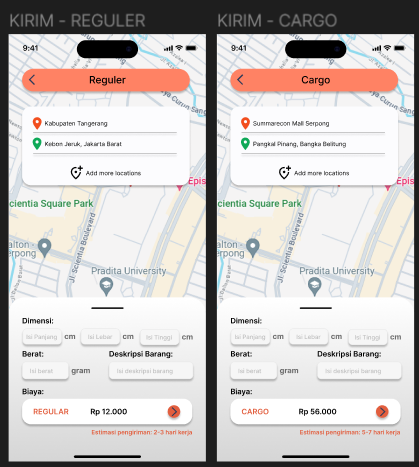 KIRIM - REGULER
9:41
Reguler
Kabupaten Tangerang
Kebon Jeruk, Jakarta Barat
Add more locations
Epis
cientia Square Park
alton -
erpong
Jl. Scientia Boulevard
Pradita University
Dimensi:
Isi Panjang
cm
Isi Lebar
cm
Isi Tinggi
cm
Berat:
Deskripsi Barang:
Isi berat
gram
Isi deskripsi barang
Biaya:
REGULAR
Rp 12.000
Estimasi pengiriman: 2-3 hari kerja
KIRIM - CARGO
9:41
Cargo
Summarecon Mall Serpong
Pangkal Pinang, Bangka Belitung
Add more locations
Epis
cientia Square Park
alton -
erpong
Jl. Scientia Boulevard
Pradita University
Dimensi:
Isi Panjang
cm
Isi Lebar
cm
Isi Tinggi
cm
Berat:
Deskripsi Barang:
Isi berat
gram
Isi deskripsi barang
Biaya:
CARGO
Rp 56.000
Estimasi pengiriman: 5-7 hari kerja